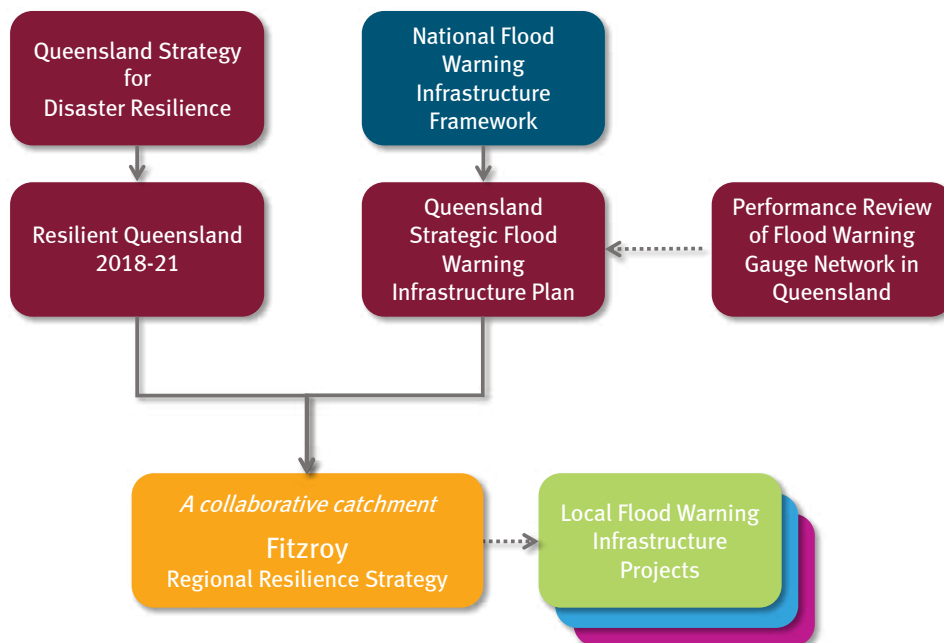 Queensland Strategy
for
Disaster Resilience
National Flood
Warning
Infrastructure
Framework
Resilient Queensland
2018-21
Queensland
Strategic Flood
Warning
Infrastructure Plan
Performance Review
of Flood Warning
Gauge Network in
Queensland
A collaborative catchment
Fitzroy
Regional Resilience Strategy
Local Flood Warning
Infrastructure
Projects